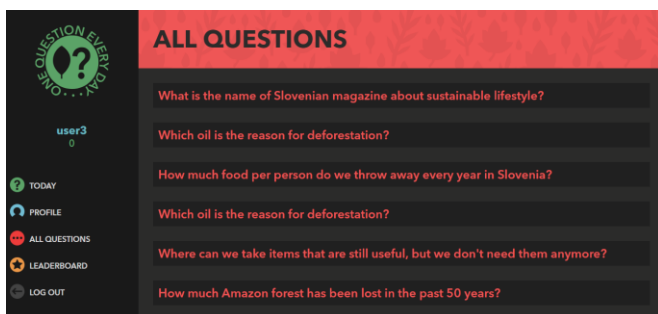 ONE QUESTION EVERY DAY...
?
user3
0
TODAY
PROFILE
ALL QUESTIONS
LEADERBOARD
LOG OUT
ALL QUESTIONS
What is the name of Slovenian magazine about sustainable lifestyle?
Which oil is the reason for deforestation?
How much food per person do we throw away every year in Slovenia?
Which oil is the reason for deforestation?
Where can we take items that are still useful, but we don't need them anymore?
How much Amazon forest has been lost in the past 50 years?